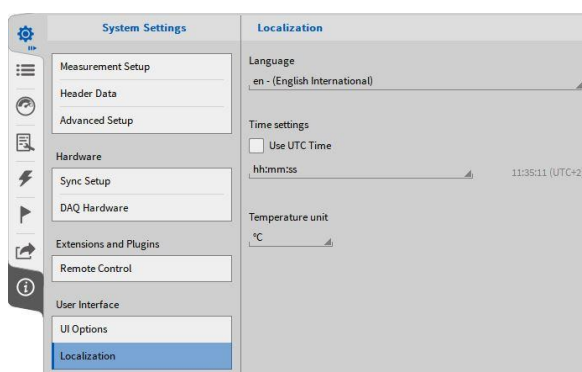 System Settings
Localization
Measurement Setup
Header Data
Advanced Setup
Hardware
Sync Setup
DAQ Hardware
Extensions and Plugins
Remote Control
User Interface
UI Options
Localization
Language
en - (English International)
Time settings
Use UTC Time
hh:mm:ss
11:35:11 (UTC+2
Temperature unit
°C